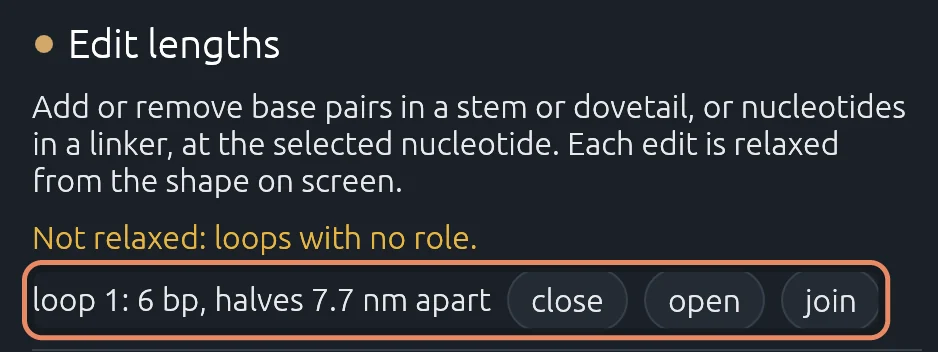 Edit lengths
Add or remove base pairs in a stem or dovetail, or nucleotides
in a linker, at the selected nucleotide. Each edit is relaxed
from the shape on screen.
Not relaxed: loops with no role.
loop 1: 6 bp, halves 7.7 nm apart close open join